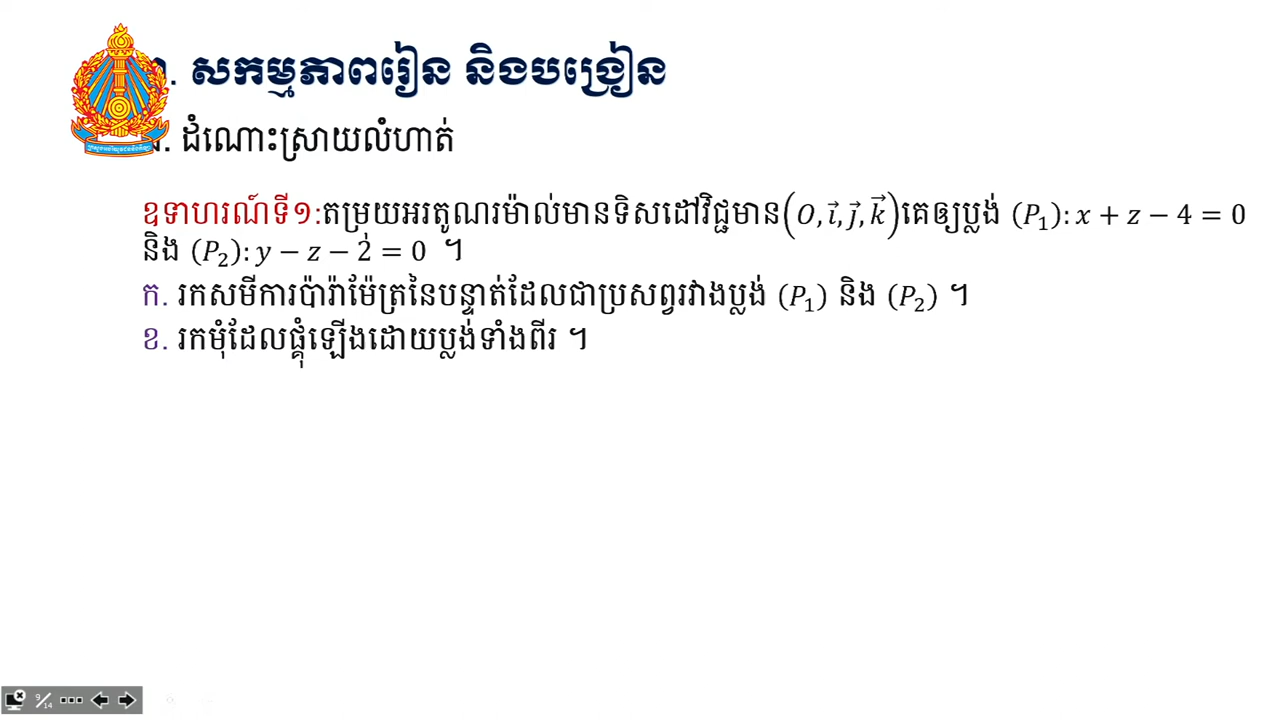 . សកម្មភាពរៀន និងបង្រៀន
. ដំណោះស្រាយលំហាត់
ឧទាហរណ៍ទី១:តម្រុយអរតូណរម៉ាល់មានទិសដៅវិជ្ជមាន(O, i⃗, j⃗, k⃗)គេឲ្យប្លង់ (P₁): x + z − 4 = 0
និង (P₂): y − z − 2 = 0 ។
ក. រកសមីការប៉ារ៉ាម៉ែត្រនៃបន្ទាត់ដែលជាប្រសព្វរវាងប្លង់ (P₁) និង (P₂) ។
ខ. រកមុំដែលផ្គុំឡើងដោយប្លង់ទាំងពីរ ។
9/14